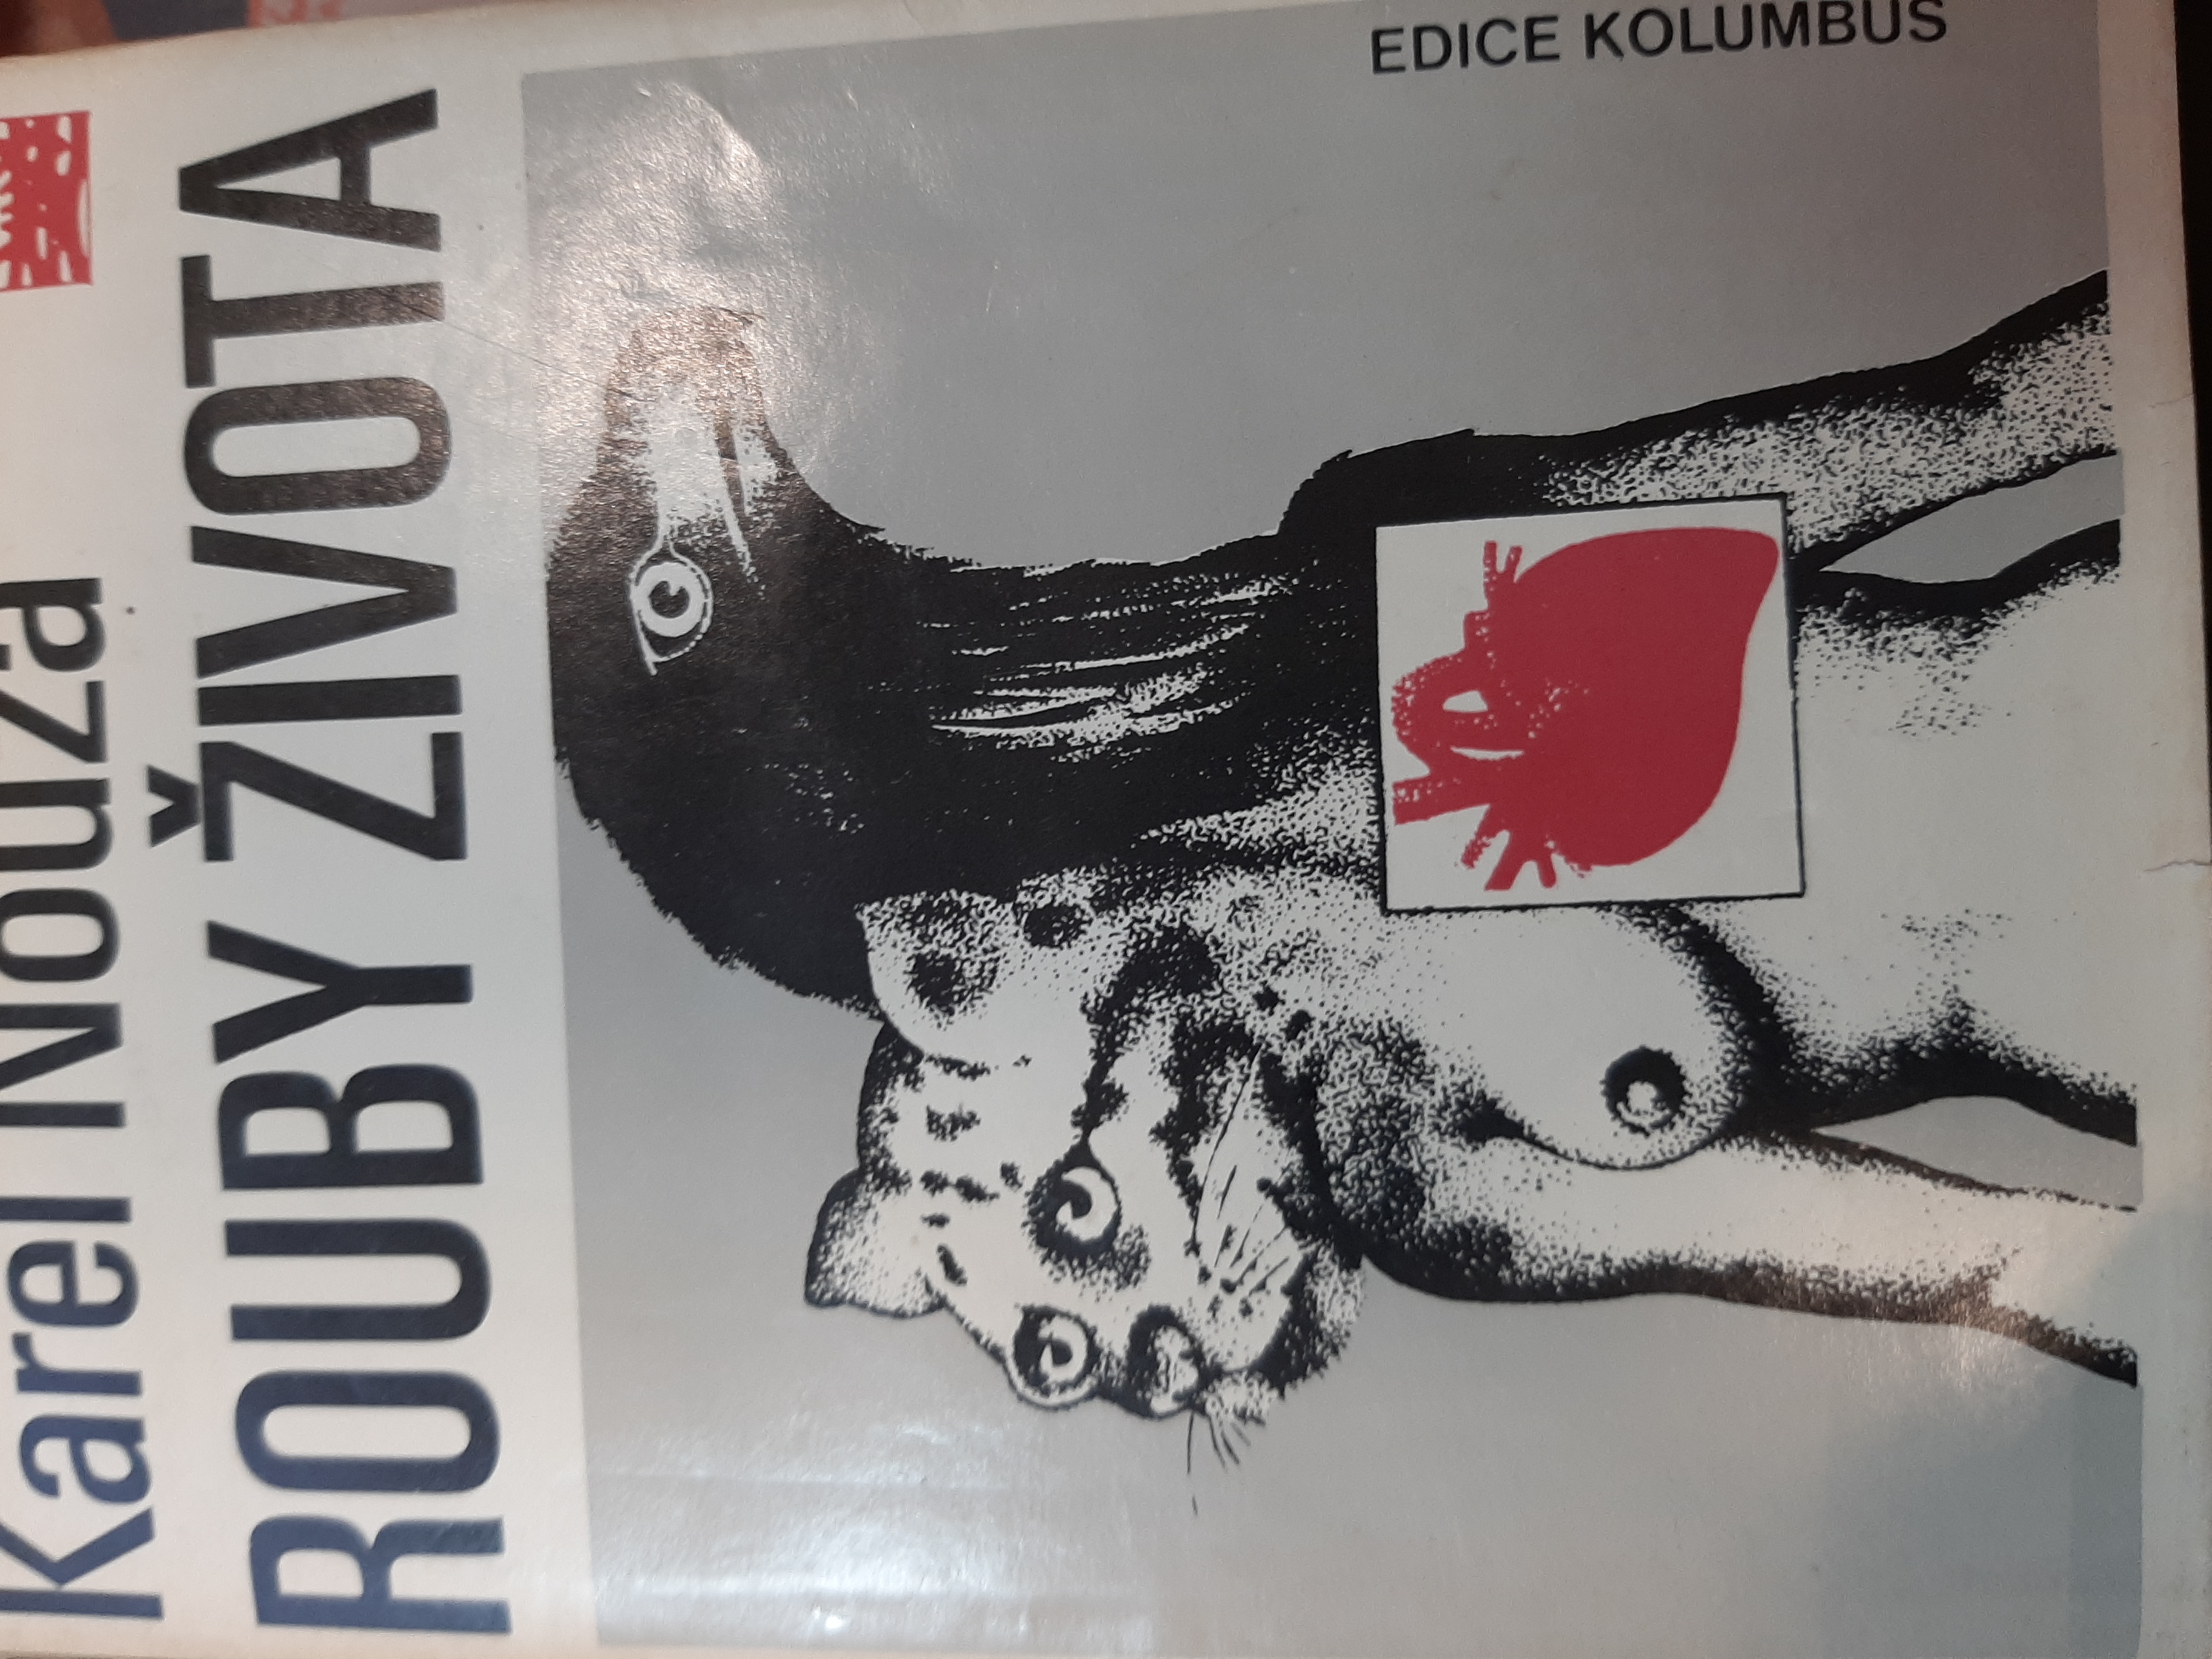 Karel Nouza
ROUBY ŽIVOTA
EDICE KOLUMBUS